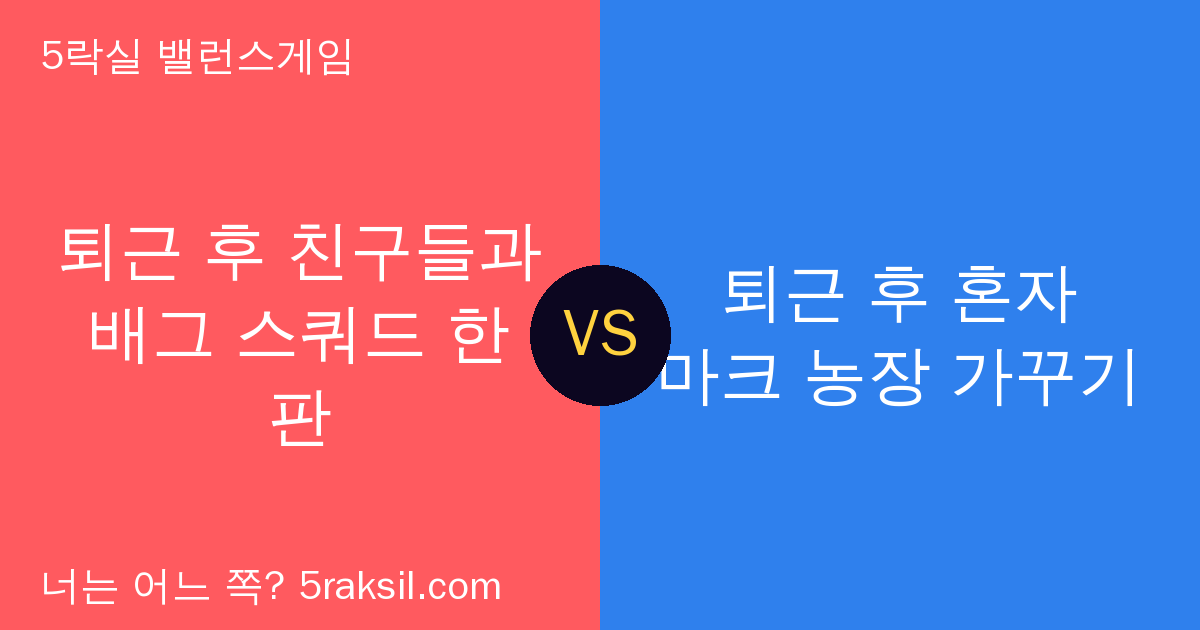 5락실 밸런스게임
퇴근 후 친구들과
배그 스쿼드 한
판
VS
퇴근 후 혼자
마크 농장 가꾸기
너는 어느 쪽? 5raksil.com